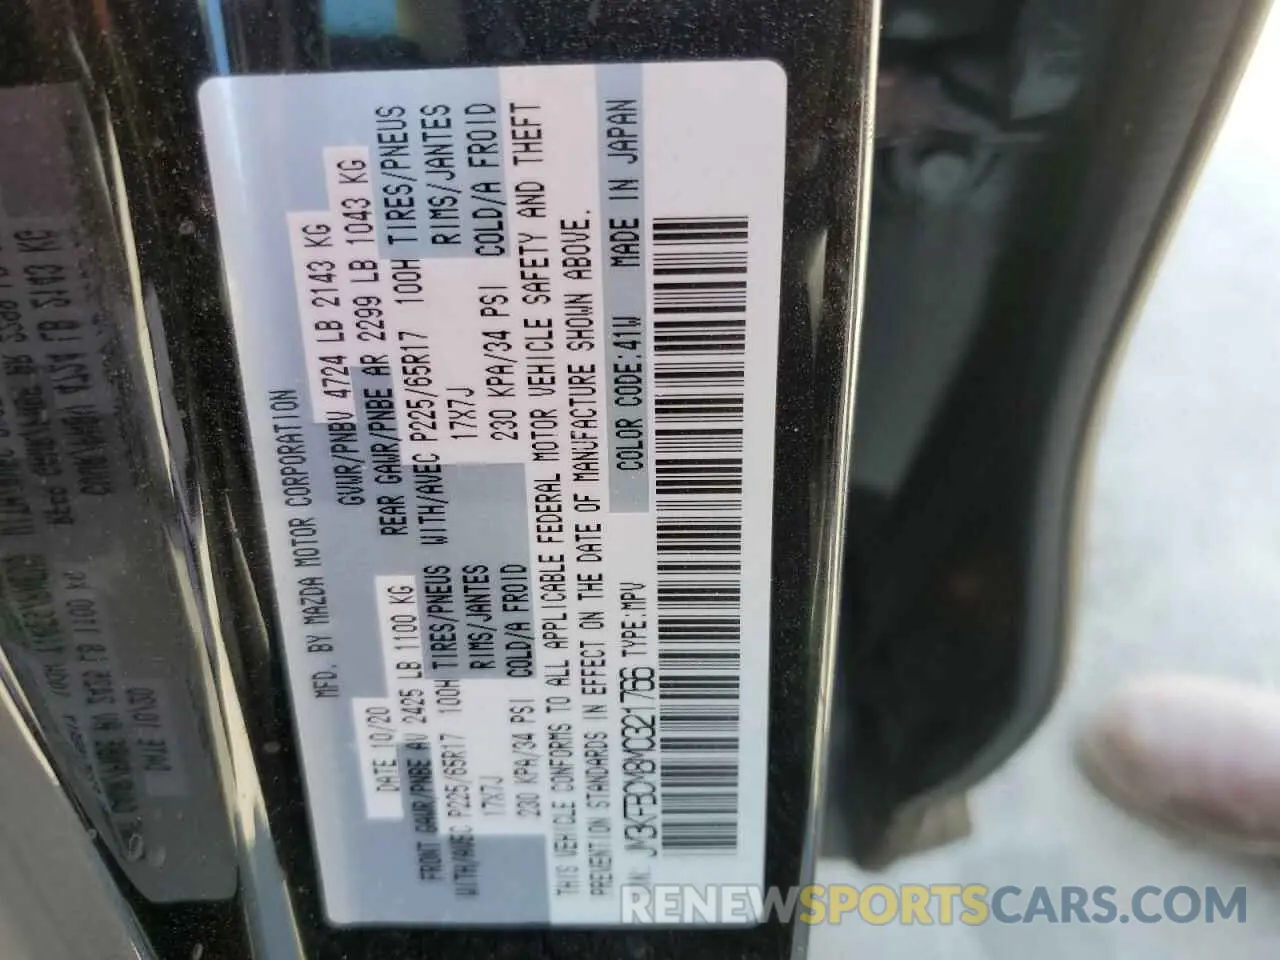 MFD. BY MAZDA MOTOR CORPORATION
DATE 10/20 GVWR/PNBV 4724 LB 2143 KG
FRONT GAWR/PNBE AV 2425 LB 1100 KG REAR GAWR/PNBE AR 2299 LB 1043 KG
WITH/AVEC P225/65R17 100H TIRES/PNEUS WITH/AVEC P225/65R17 100H TIRES/PNEUS
17X7J RIMS/JANTES 17X7J RIMS/JANTES
230 KPA/34 PSI COLD/A FROID 230 KPA/34 PSI COLD/A FROID
THIS VEHICLE CONFORMS TO ALL APPLICABLE FEDERAL MOTOR VEHICLE SAFETY AND THEFT
PREVENTION STANDARDS IN EFFECT ON THE DATE OF MANUFACTURE SHOWN ABOVE.
JM3KFBDM8M0321766 TYPE:MPV COLOR CODE:41W MADE IN JAPAN
RENEWSPORTSCARS.COM